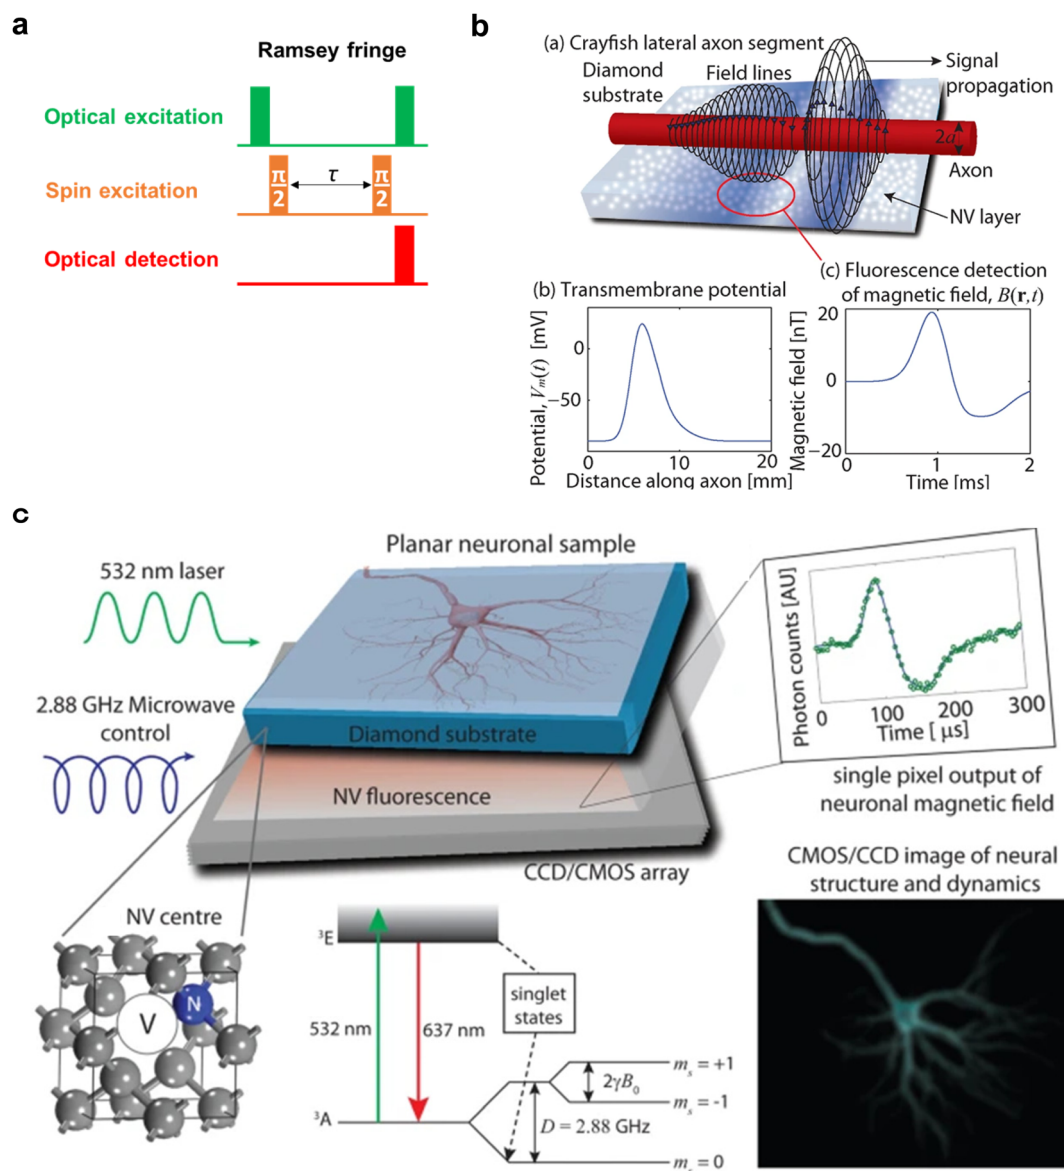 a
Ramsey fringe
Optical excitation
Spin excitation
π/2
τ
π/2
Optical detection
b
(a) Crayfish lateral axon segment
Diamond
substrate
Field lines
Signal
propagation
2a
Axon
NV layer
(b) Transmembrane potential
Potential, Vm(t) [mV]
0
−50
0
10
20
Distance along axon [mm]
(c) Fluorescence detection
of magnetic field, B(r,t)
Magnetic field [nT]
20
0
−20
0
1
2
Time [ms]
c
Planar neuronal sample
532 nm laser
2.88 GHz Microwave
control
Diamond substrate
NV fluorescence
CCD/CMOS array
Photon counts [AU]
0
100
200
300
Time [ μs]
single pixel output of
neuronal magnetic field
NV centre
V
N
³E
532 nm
637 nm
singlet
states
³A
ms = +1
2γB0
ms = -1
D = 2.88 GHz
ms = 0
CMOS/CCD image of neural
structure and dynamics